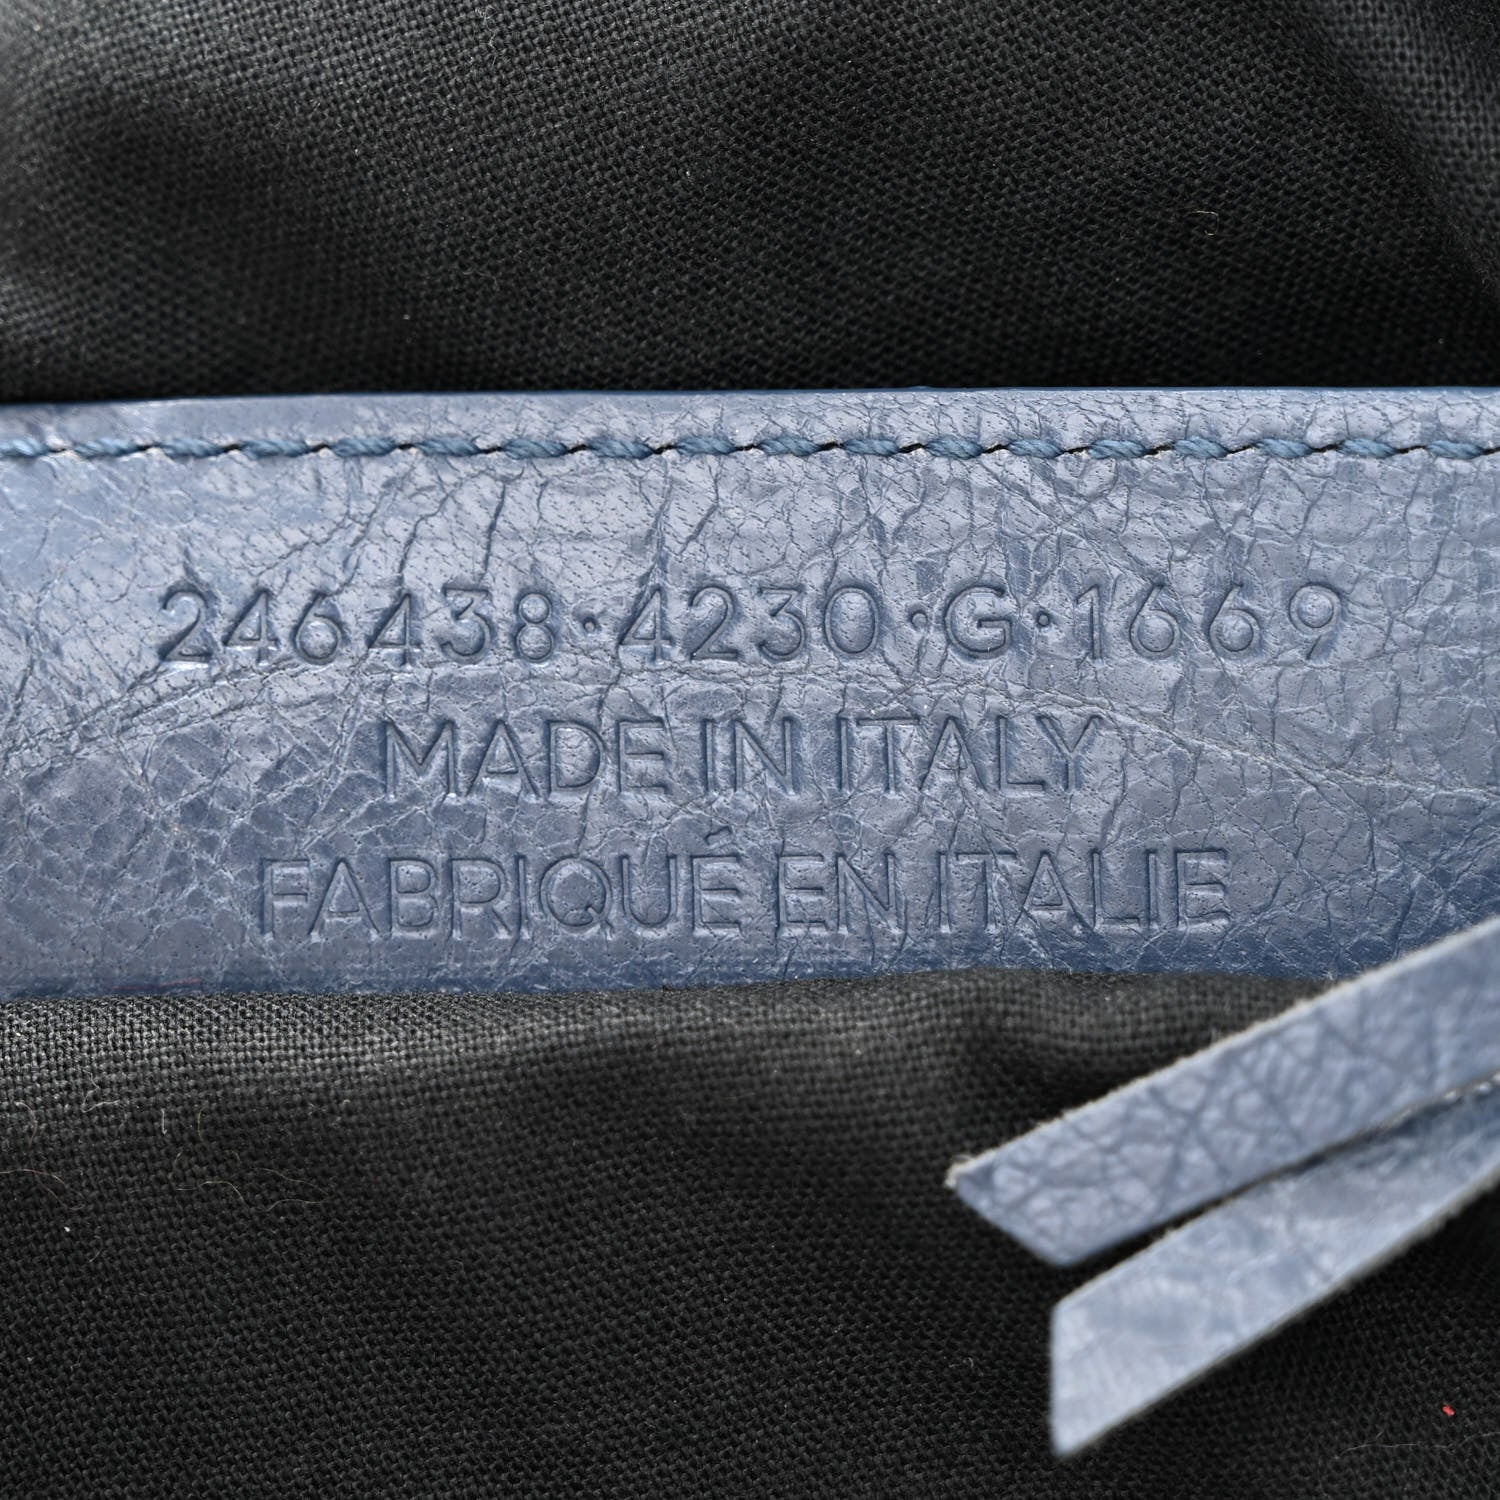 246438·4230·G·1669
MADE IN ITALY
FABRIQUÉ EN ITALIE